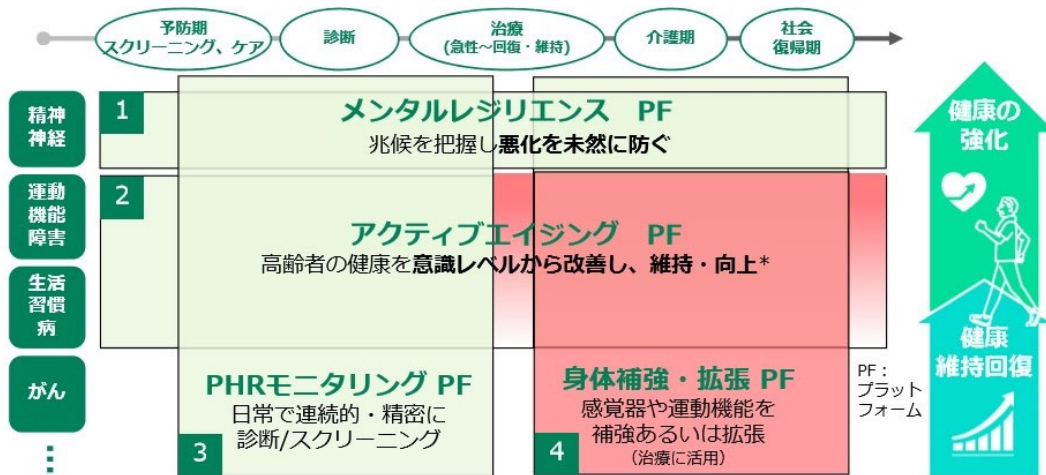 予防期
スクリーニング、ケア
診断
治療
(急性～回復・維持)
介護期
社会
復帰期
精神
神経
1
メンタルレジリエンス PF
兆候を把握し悪化を未然に防ぐ
運動
機能
障害
2
アクティブエイジング PF
高齢者の健康を意識レベルから改善し、維持・向上*
生活
習慣
病
がん
PHRモニタリング PF
日常で連続的・精密に
診断/スクリーニング
3
身体補強・拡張 PF
感覚器や運動機能を
補強あるいは拡張
(治療に活用)
4
PF：
プラット
フォーム
健康の
強化
健康
維持回復